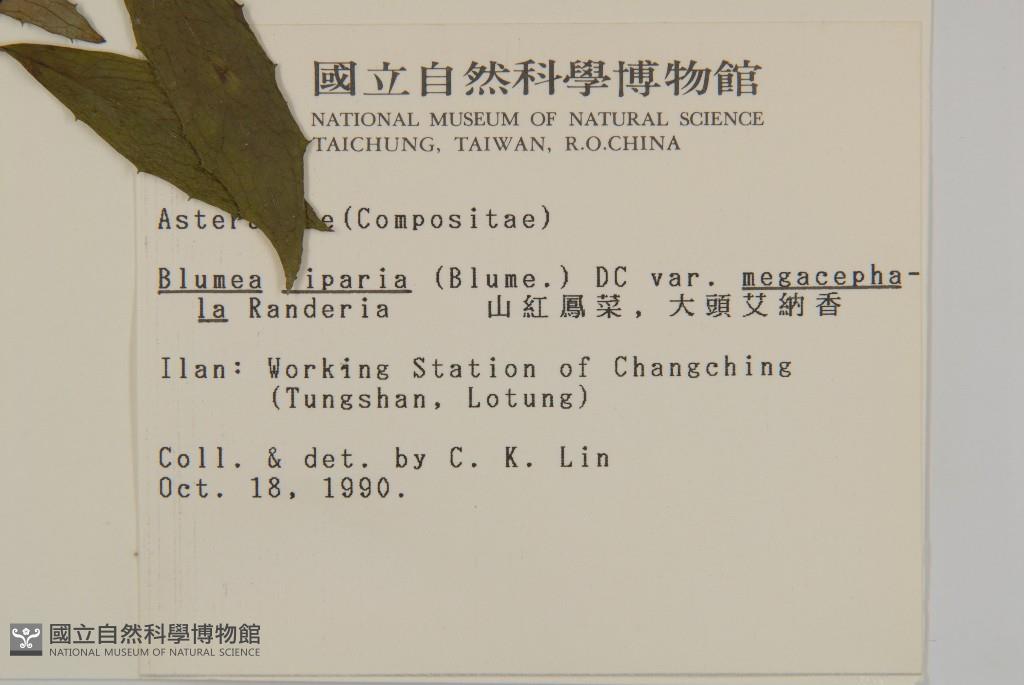 國立自然科學博物館
NATIONAL MUSEUM OF NATURAL SCIENCE
TAICHUNG, TAIWAN, R.O.CHINA
(Compositae)
Blumea (Blume.) DC var. megacepha-
la Randeria 山紅鳳菜, 大頭艾納香
Ilan: Working Station of Changching
(Tungshan, Lotung)
Coll. & det. by C. K. Lin
Oct. 18, 1990.
國立自然科學博物館
NATIONAL MUSEUM OF NATURAL SCIENCE